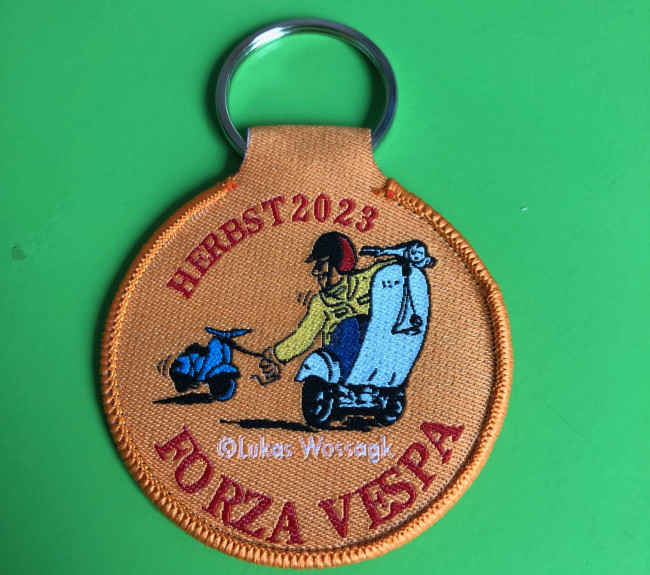 HERBST 2023
©Lukas Wossagk
FORZA VESPA